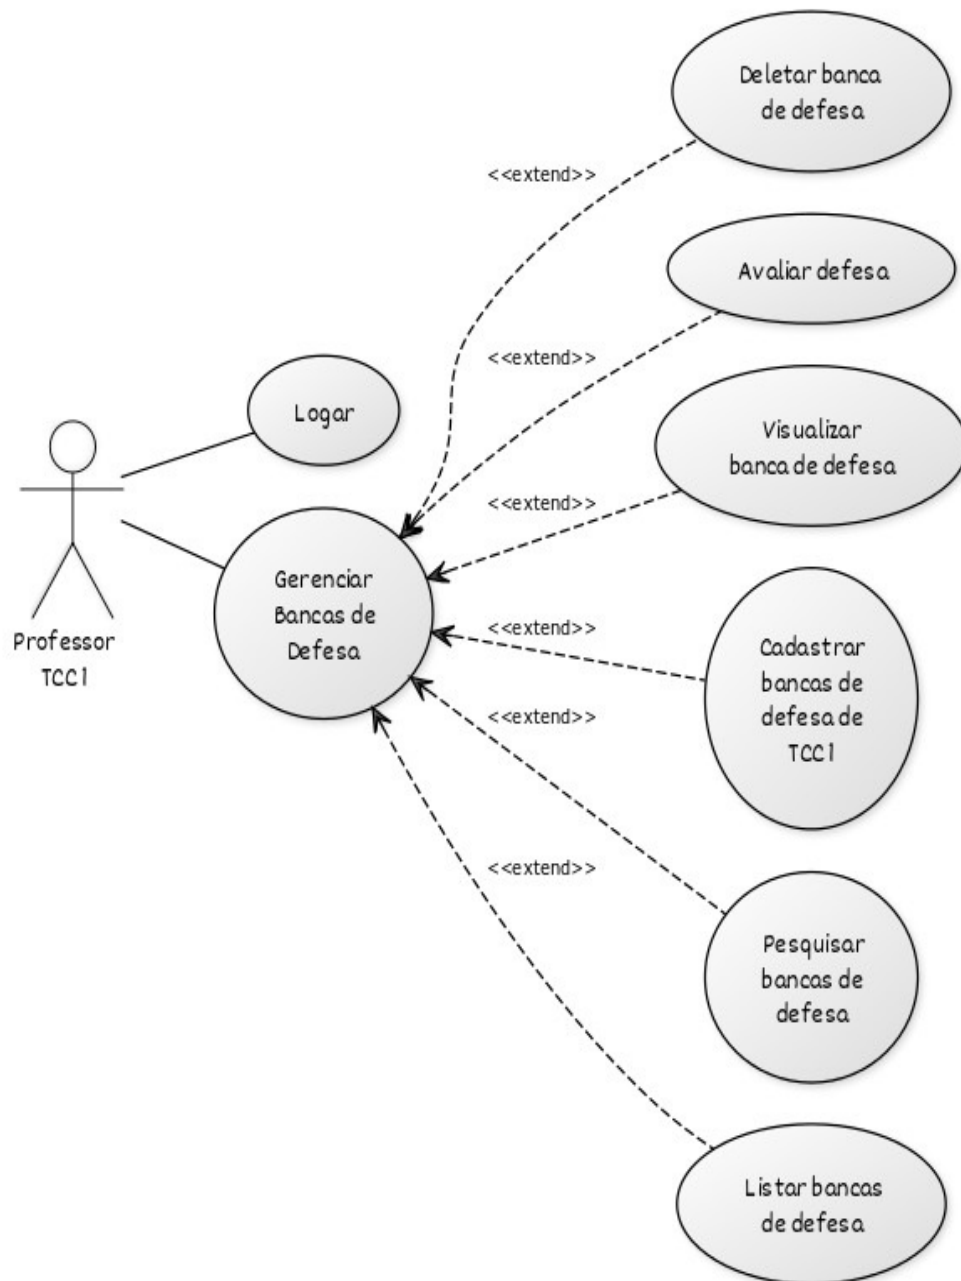 Deletar banca
de defesa
<<extend>>
Avaliar defesa
<<extend>>
Logar
Visualizar
banca de defesa
<<extend>>
Gerenciar
Bancas de
Defesa
Professor
TCC1
<<extend>>
Cadastrar
bancas de
defesa de
TCC1
<<extend>>
<<extend>>
Pesquisar
bancas de
defesa
Listar bancas
de defesa